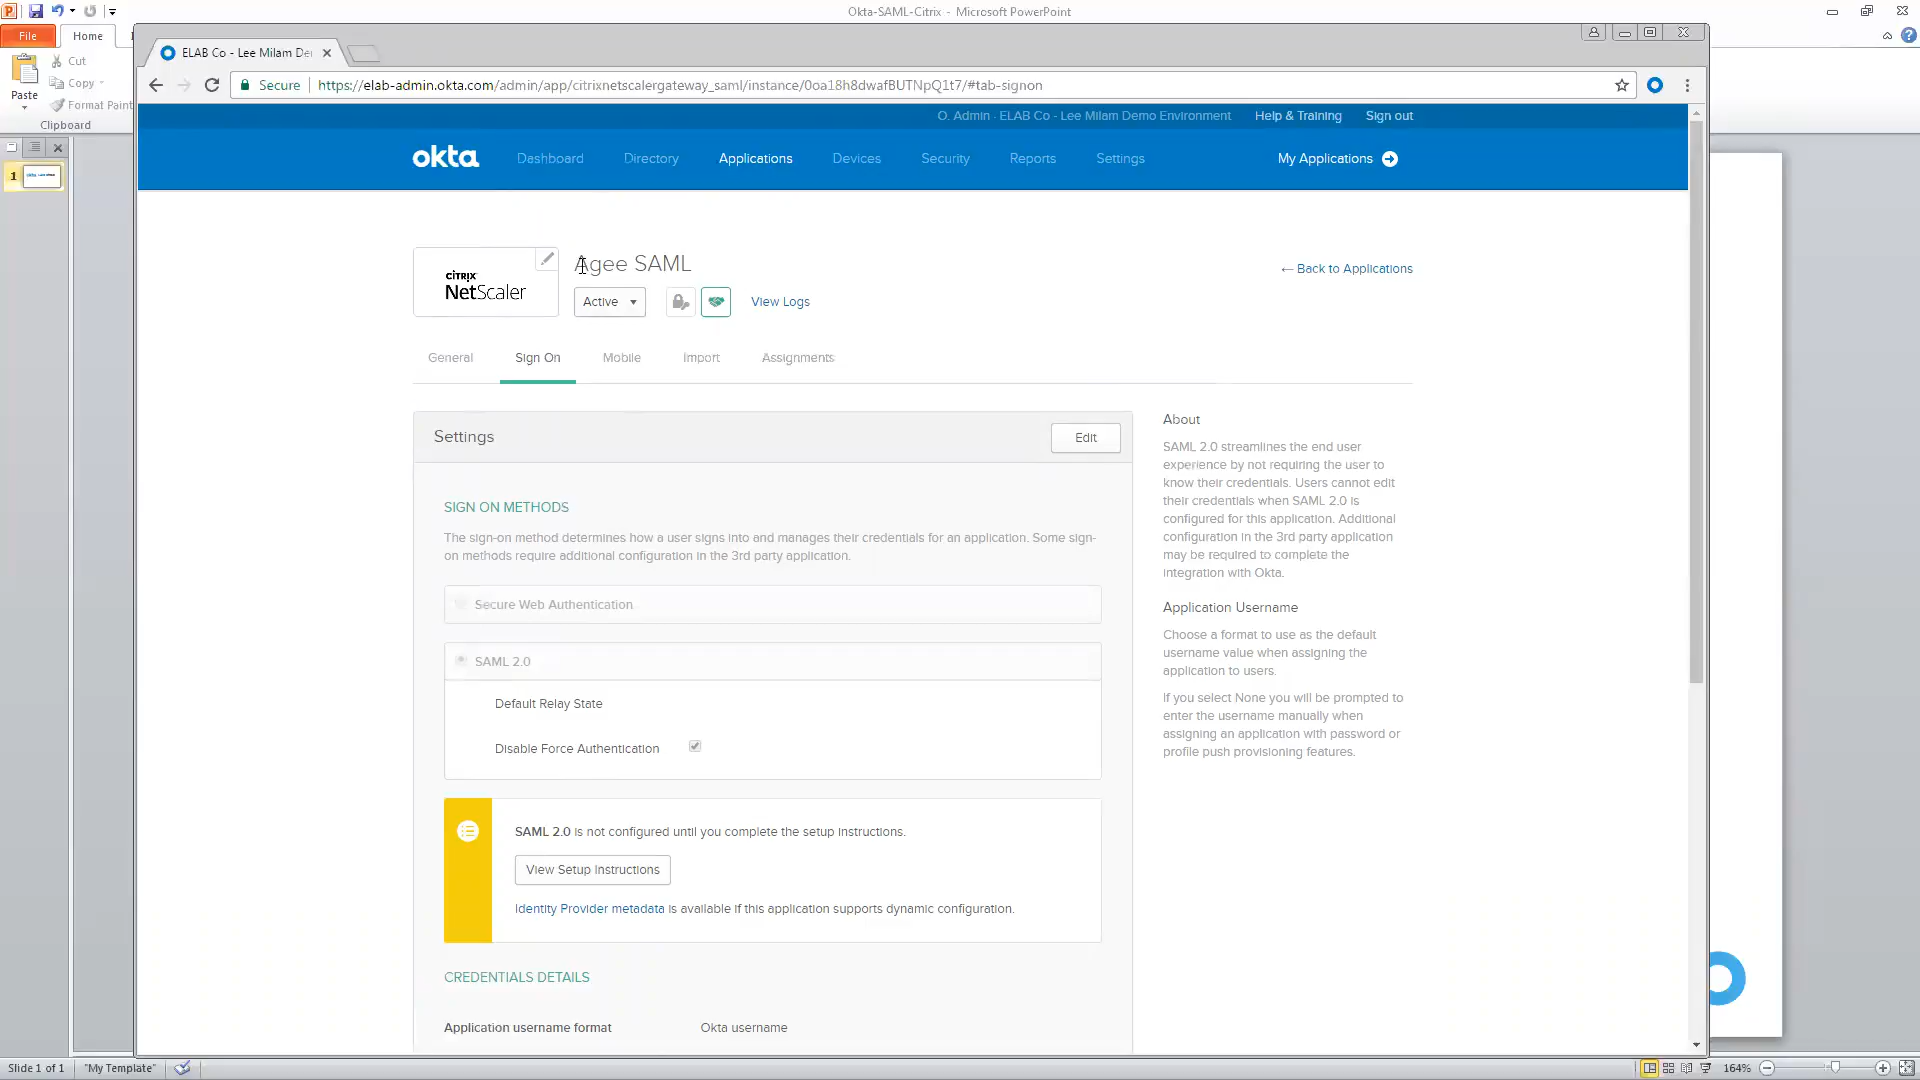 Okta-SAML-Citrix - Microsoft PowerPoint
File
Home
Paste
Cut
Copy
Format Paint
Clipboard
1
Slide 1 of 1
"My Template"
164%
ELAB Co - Lee Milam De
Secure
https://elab-admin.okta.com/admin/app/citrixnetscalergateway_saml/instance/0oa18h8dwafBUTNpQ1t7/#tab-signon
O. Admin · ELAB Co - Lee Milam Demo Environment
Help & Training
Sign out
okta
Dashboard
Directory
Applications
Devices
Security
Reports
Settings
My Applications
CITRIX
NetScaler
Agee SAML
Active
View Logs
← Back to Applications
General
Sign On
Mobile
Import
Assignments
Settings
Edit
SIGN ON METHODS
The sign-on method determines how a user signs into and manages their credentials for an application. Some sign-
on methods require additional configuration in the 3rd party application.
Secure Web Authentication
SAML 2.0
Default Relay State
Disable Force Authentication
SAML 2.0 is not configured until you complete the setup instructions.
View Setup Instructions
Identity Provider metadata is available if this application supports dynamic configuration.
CREDENTIALS DETAILS
Application username format
Okta username
About
SAML 2.0 streamlines the end user
experience by not requiring the user to
know their credentials. Users cannot edit
their credentials when SAML 2.0 is
configured for this application. Additional
configuration in the 3rd party application
may be required to complete the
integration with Okta.
Application Username
Choose a format to use as the default
username value when assigning the
application to users.
If you select None you will be prompted to
enter the username manually when
assigning an application with password or
profile push provisioning features.